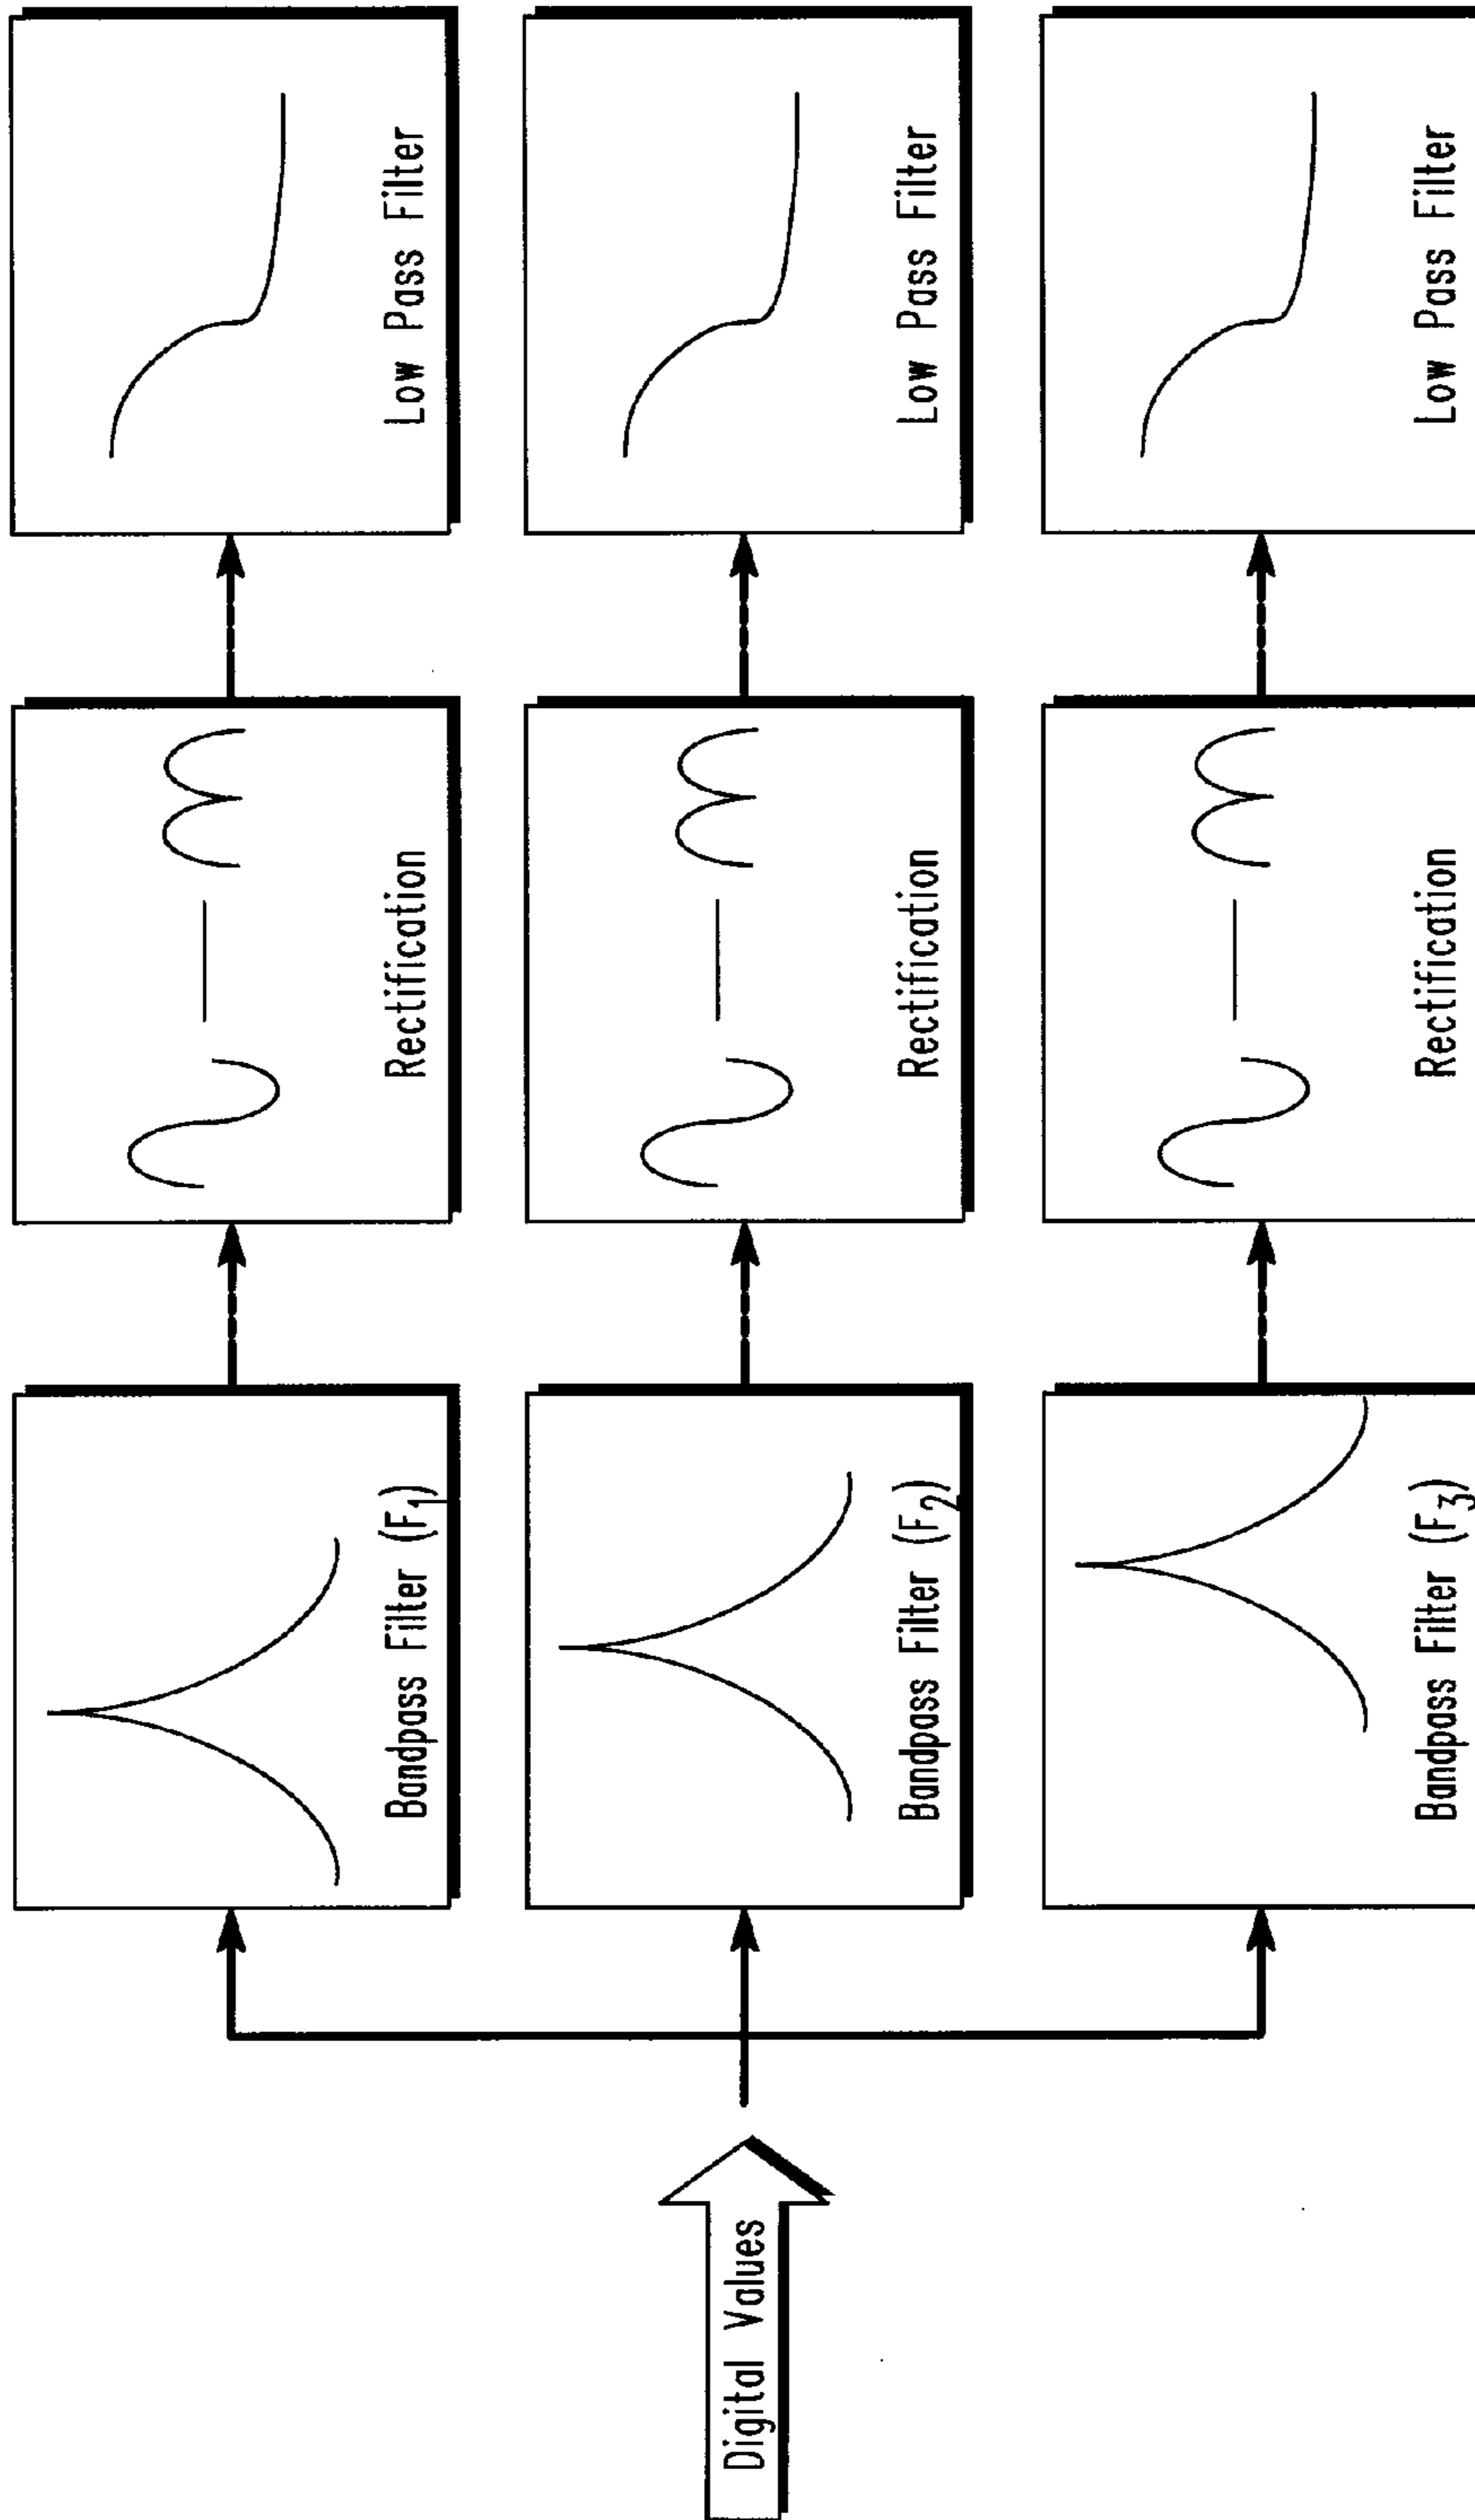 Digital Values
Bandpass Filter (F₁)
Rectification
Low Pass Filter
Bandpass Filter (F₂)
Rectification
Low Pass Filter
Bandpass Filter (F₃)
Rectification
Low Pass Filter